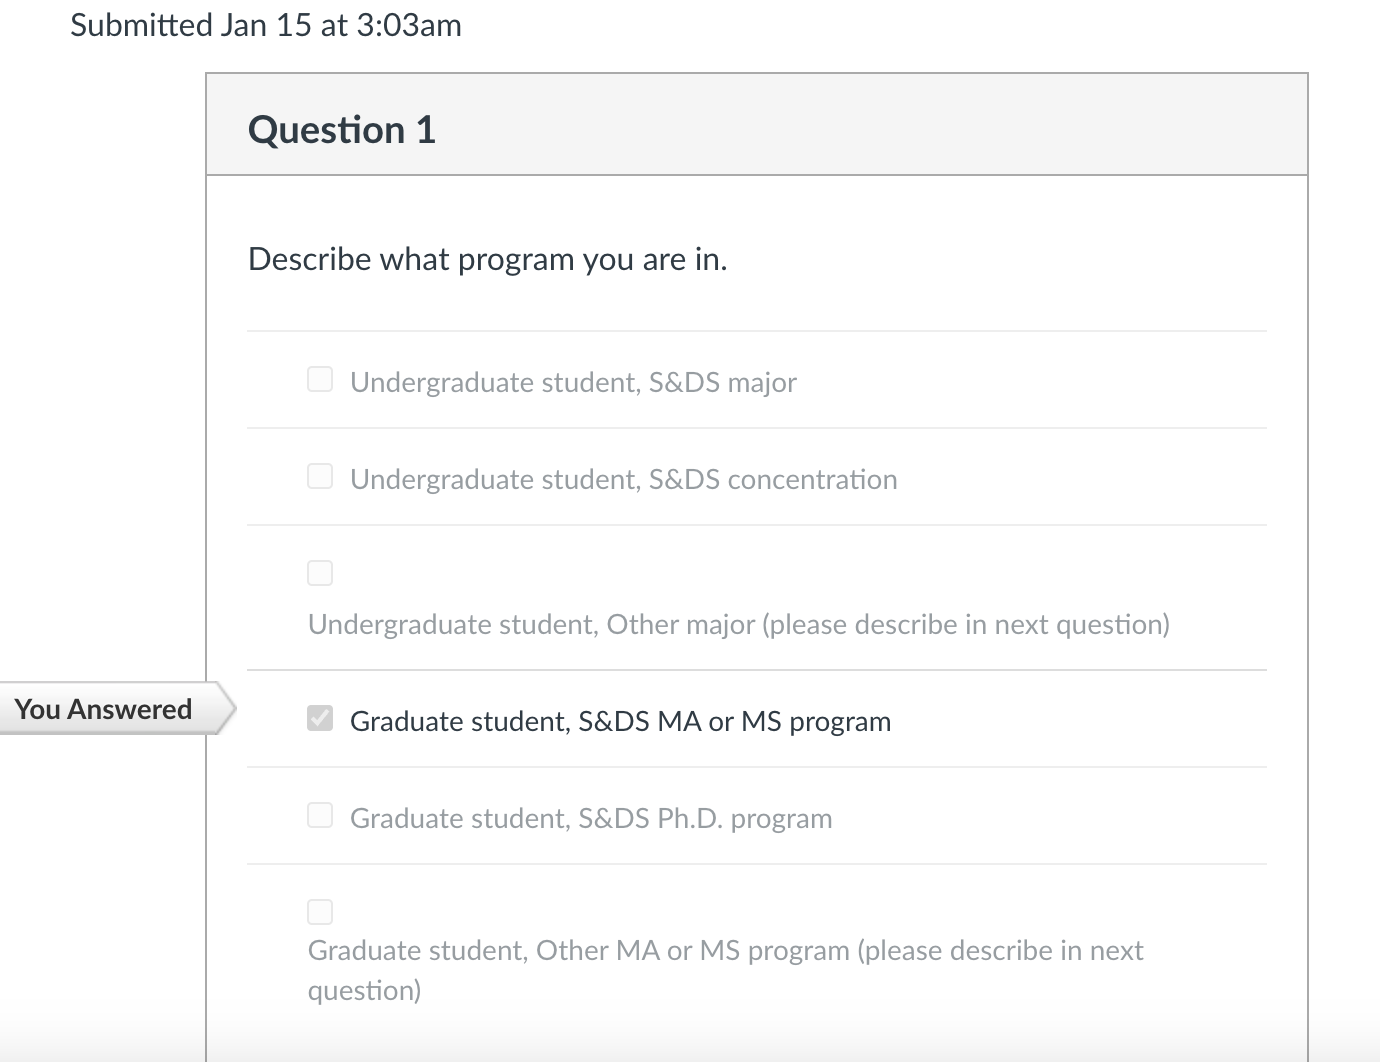 Submitted Jan 15 at 3:03am
Question 1
Describe what program you are in.
Undergraduate student, S&DS major
Undergraduate student, S&DS concentration
Undergraduate student, Other major (please describe in next question)
You Answered
Graduate student, S&DS MA or MS program
Graduate student, S&DS Ph.D. program
Graduate student, Other MA or MS program (please describe in next
question)